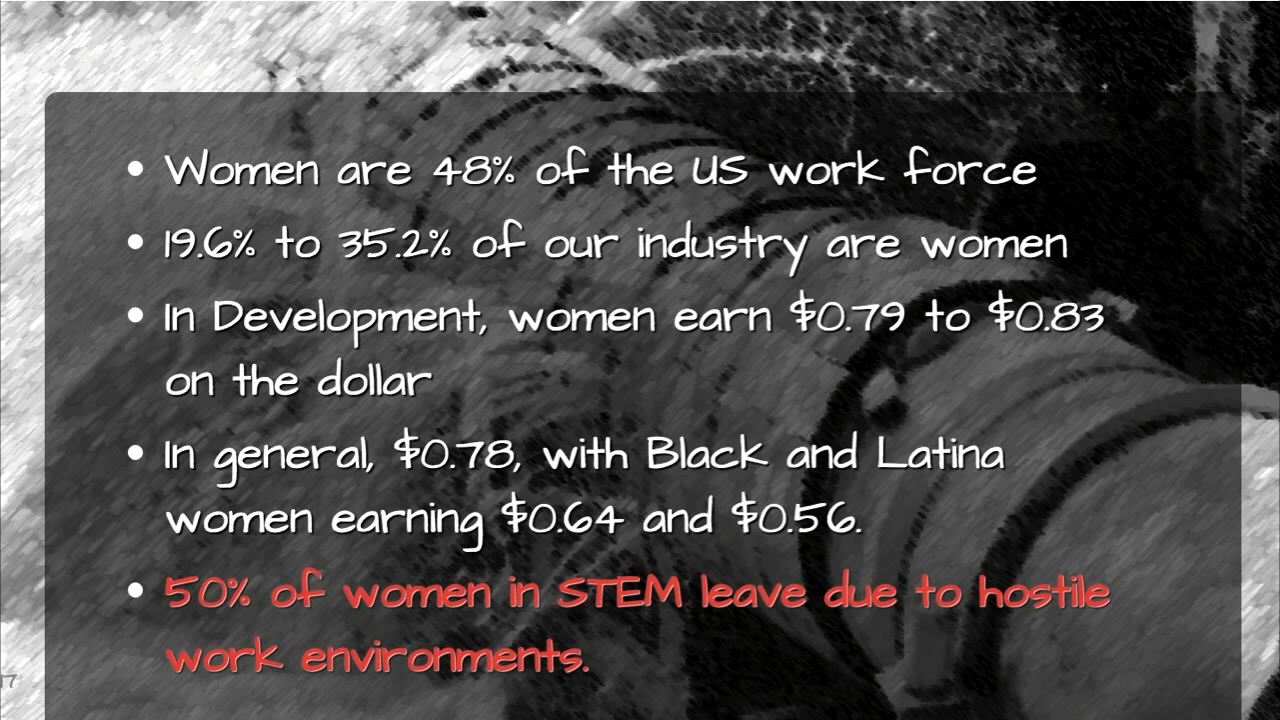 • Women are 48% of the US work force
• 19.6% to 35.2% of our industry are women
• In Development, women earn $0.79 to $0.83
on the dollar
• In general, $0.78, with Black and Latina
women earning $0.64 and $0.56.
• 50% of women in STEM leave due to hostile
work environments.
17